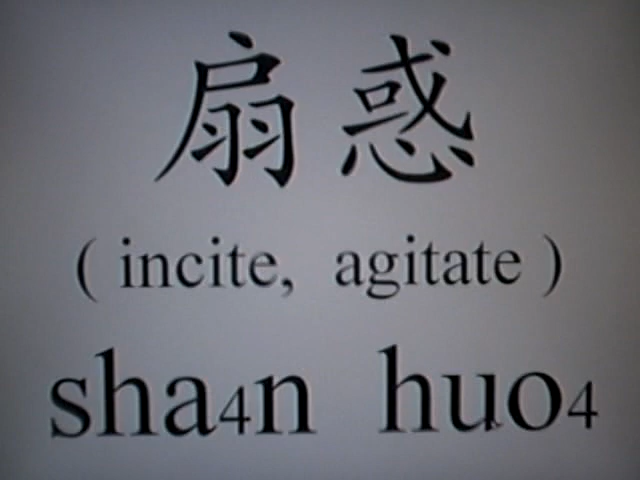 扇惑
( incite, agitate )
sha4n huo4